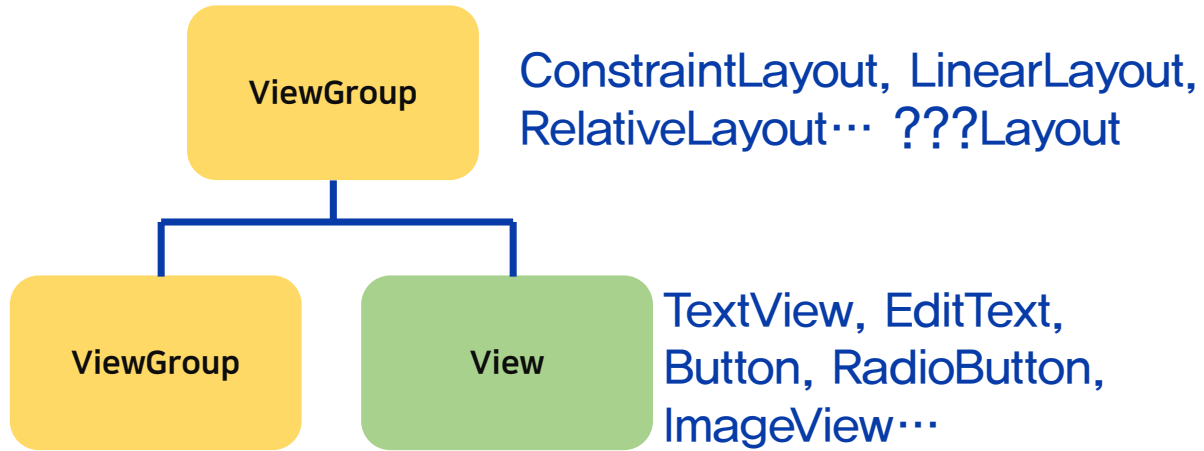 ViewGroup
ConstraintLayout, LinearLayout,
RelativeLayout… ???Layout
ViewGroup
View
TextView, EditText,
Button, RadioButton,
ImageView…